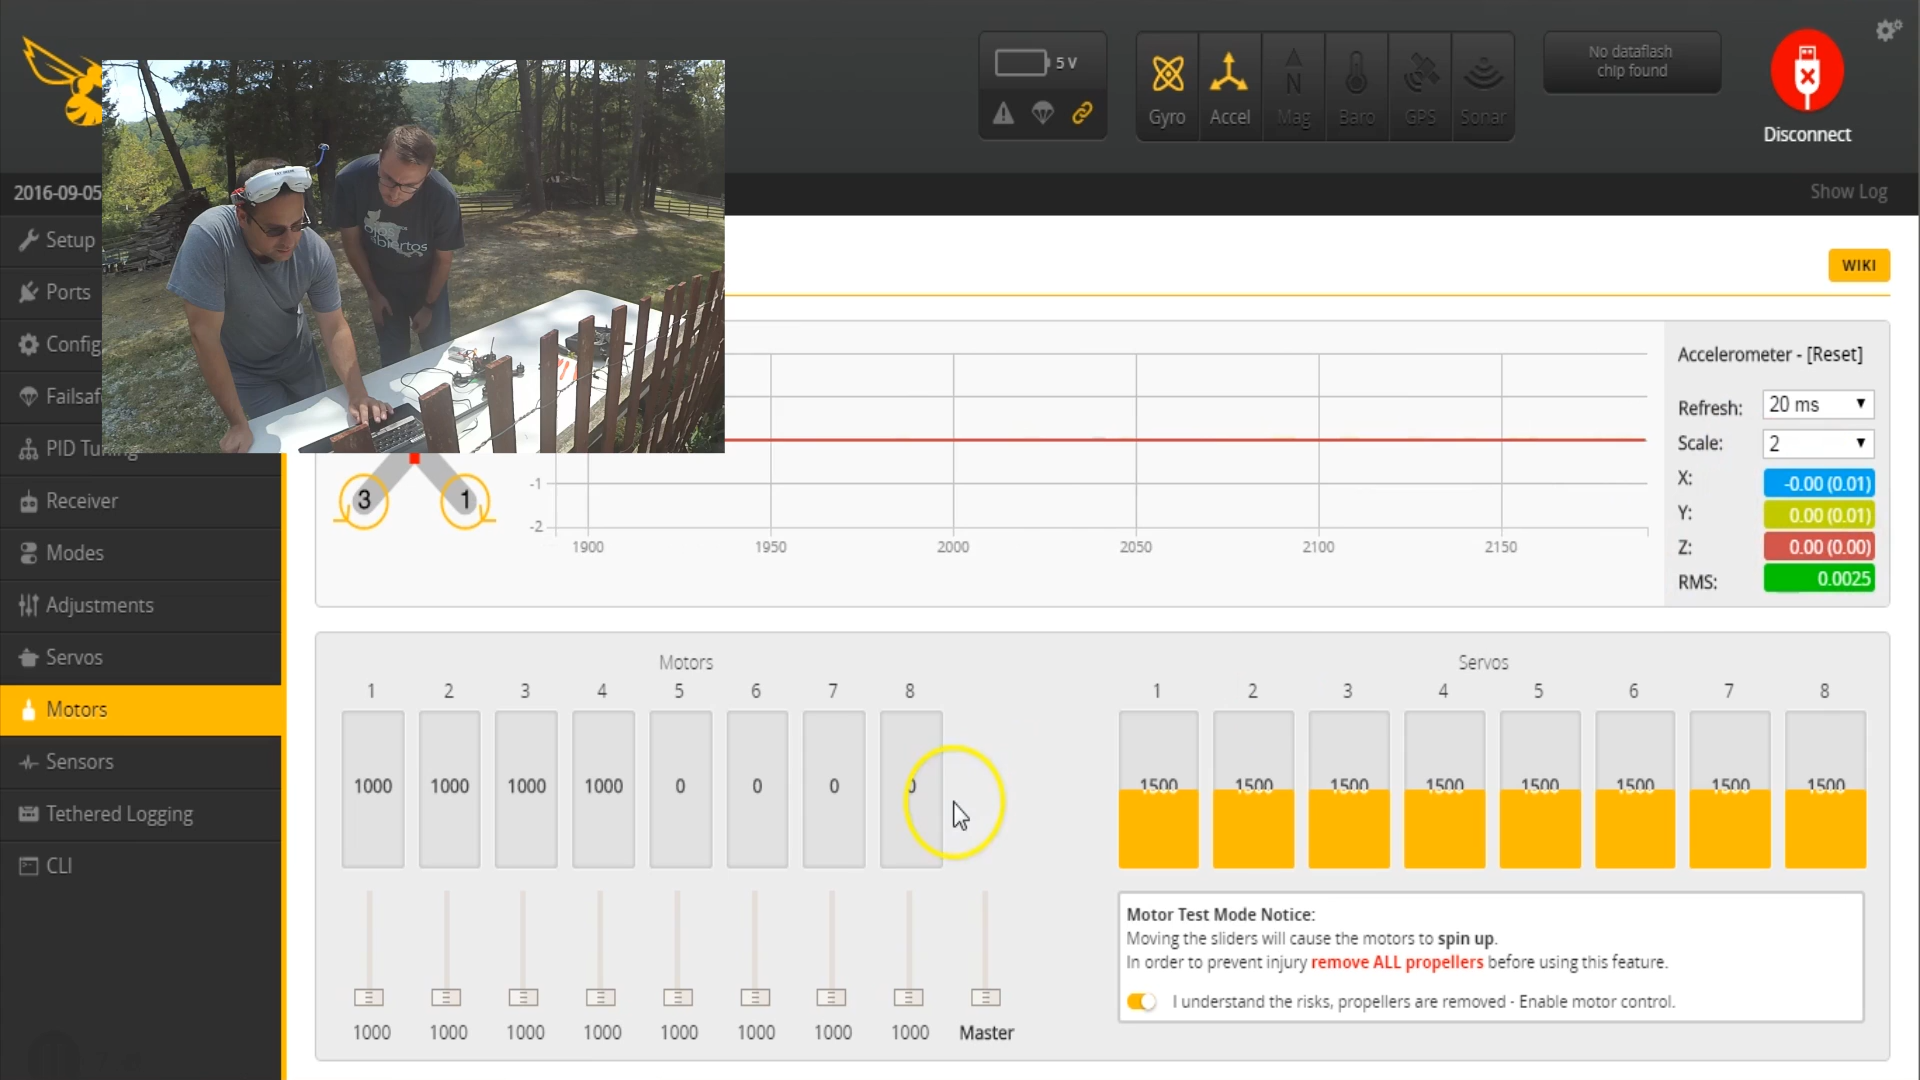 5 V
Gyro Accel Mag Baro GPS Sonar
No dataflash
chip found
Disconnect
2016-09-05
Show Log
Setup
Ports
Config
Failsaf
PID Tuning
Receiver
Modes
Adjustments
Servos
Motors
Sensors
Tethered Logging
CLI
WIKI
ojos
abiertos
3 1
-1
-2
1900 1950 2000 2050 2100 2150
Accelerometer - [Reset]
Refresh: 20 ms
Scale: 2
X: -0.00 (0.01)
Y: 0.00 (0.01)
Z: 0.00 (0.00)
RMS: 0.0025
Motors
1 2 3 4 5 6 7 8
1000 1000 1000 1000 0 0 0 0
1000 1000 1000 1000 1000 1000 1000 1000 Master
Servos
1 2 3 4 5 6 7 8
1500 1500 1500 1500 1500 1500 1500 1500
Motor Test Mode Notice:
Moving the sliders will cause the motors to spin up.
In order to prevent injury remove ALL propellers before using this feature.
I understand the risks, propellers are removed - Enable motor control.